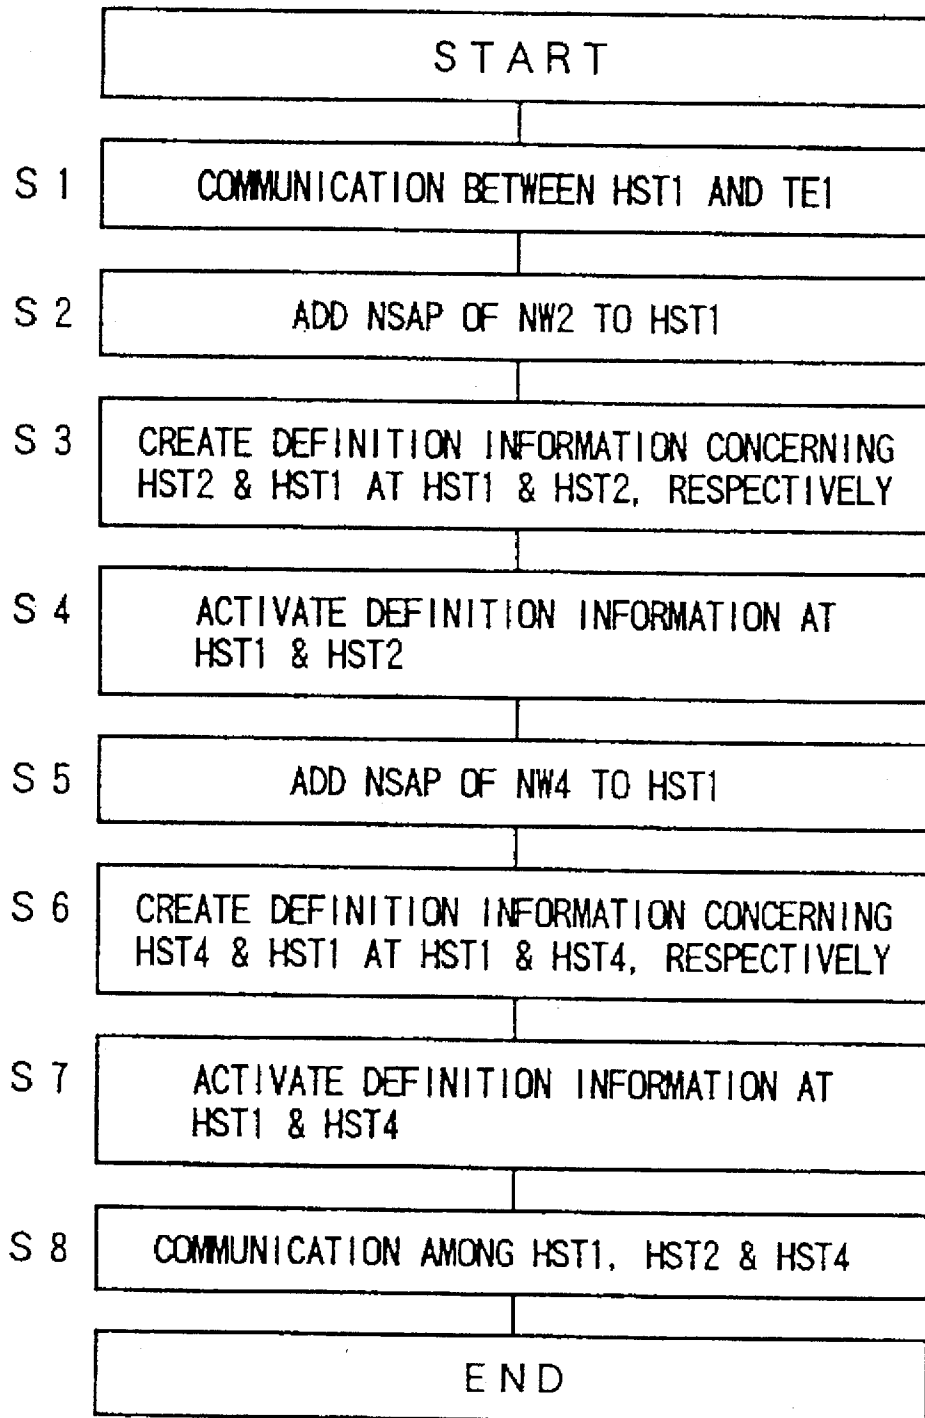 START
S 1 COMMUNICATION BETWEEN HST1 AND TE1
S 2 ADD NSAP OF NW2 TO HST1
S 3 CREATE DEFINITION INFORMATION CONCERNING
HST2 & HST1 AT HST1 & HST2, RESPECTIVELY
S 4 ACTIVATE DEFINITION INFORMATION AT
HST1 & HST2
S 5 ADD NSAP OF NW4 TO HST1
S 6 CREATE DEFINITION INFORMATION CONCERNING
HST4 & HST1 AT HST1 & HST4, RESPECTIVELY
S 7 ACTIVATE DEFINITION INFORMATION AT
HST1 & HST4
S 8 COMMUNICATION AMONG HST1, HST2 & HST4
END